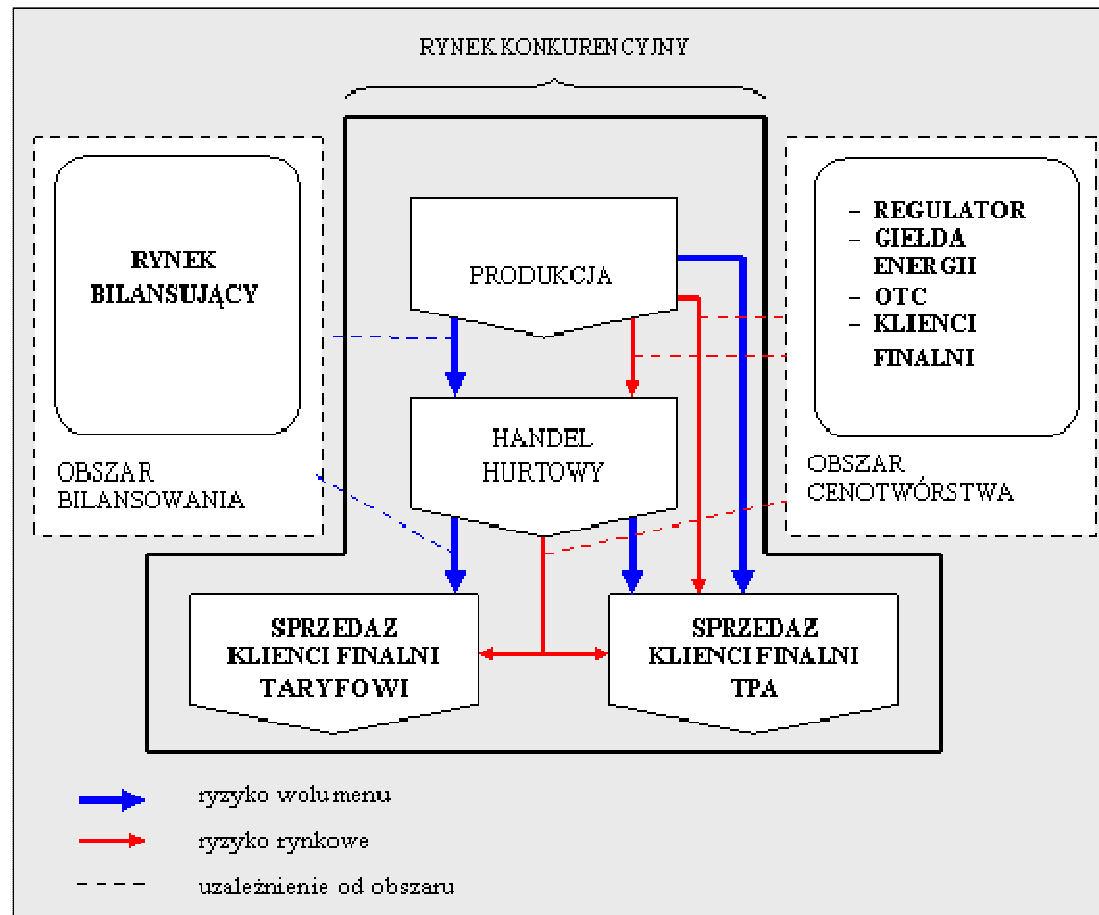 RYNEK KONKURENCYJNY
RYNEK
BILANSUJĄCY
OBSZAR
BILANSOWANIA
PRODUKCJA
– REGULATOR
– GIEŁDA
ENERGII
– OTC
– KLIENCI
FINALNI
OBSZAR
CENOTWÓRSTWA
HANDEL
HURTOWY
SPRZEDAŻ
KLIENCI FINALNI
TARYFOWI
SPRZEDAŻ
KLIENCI FINALNI
TPA
ryzyko wolumenu
ryzyko rynkowe
uzależnienie od obszaru